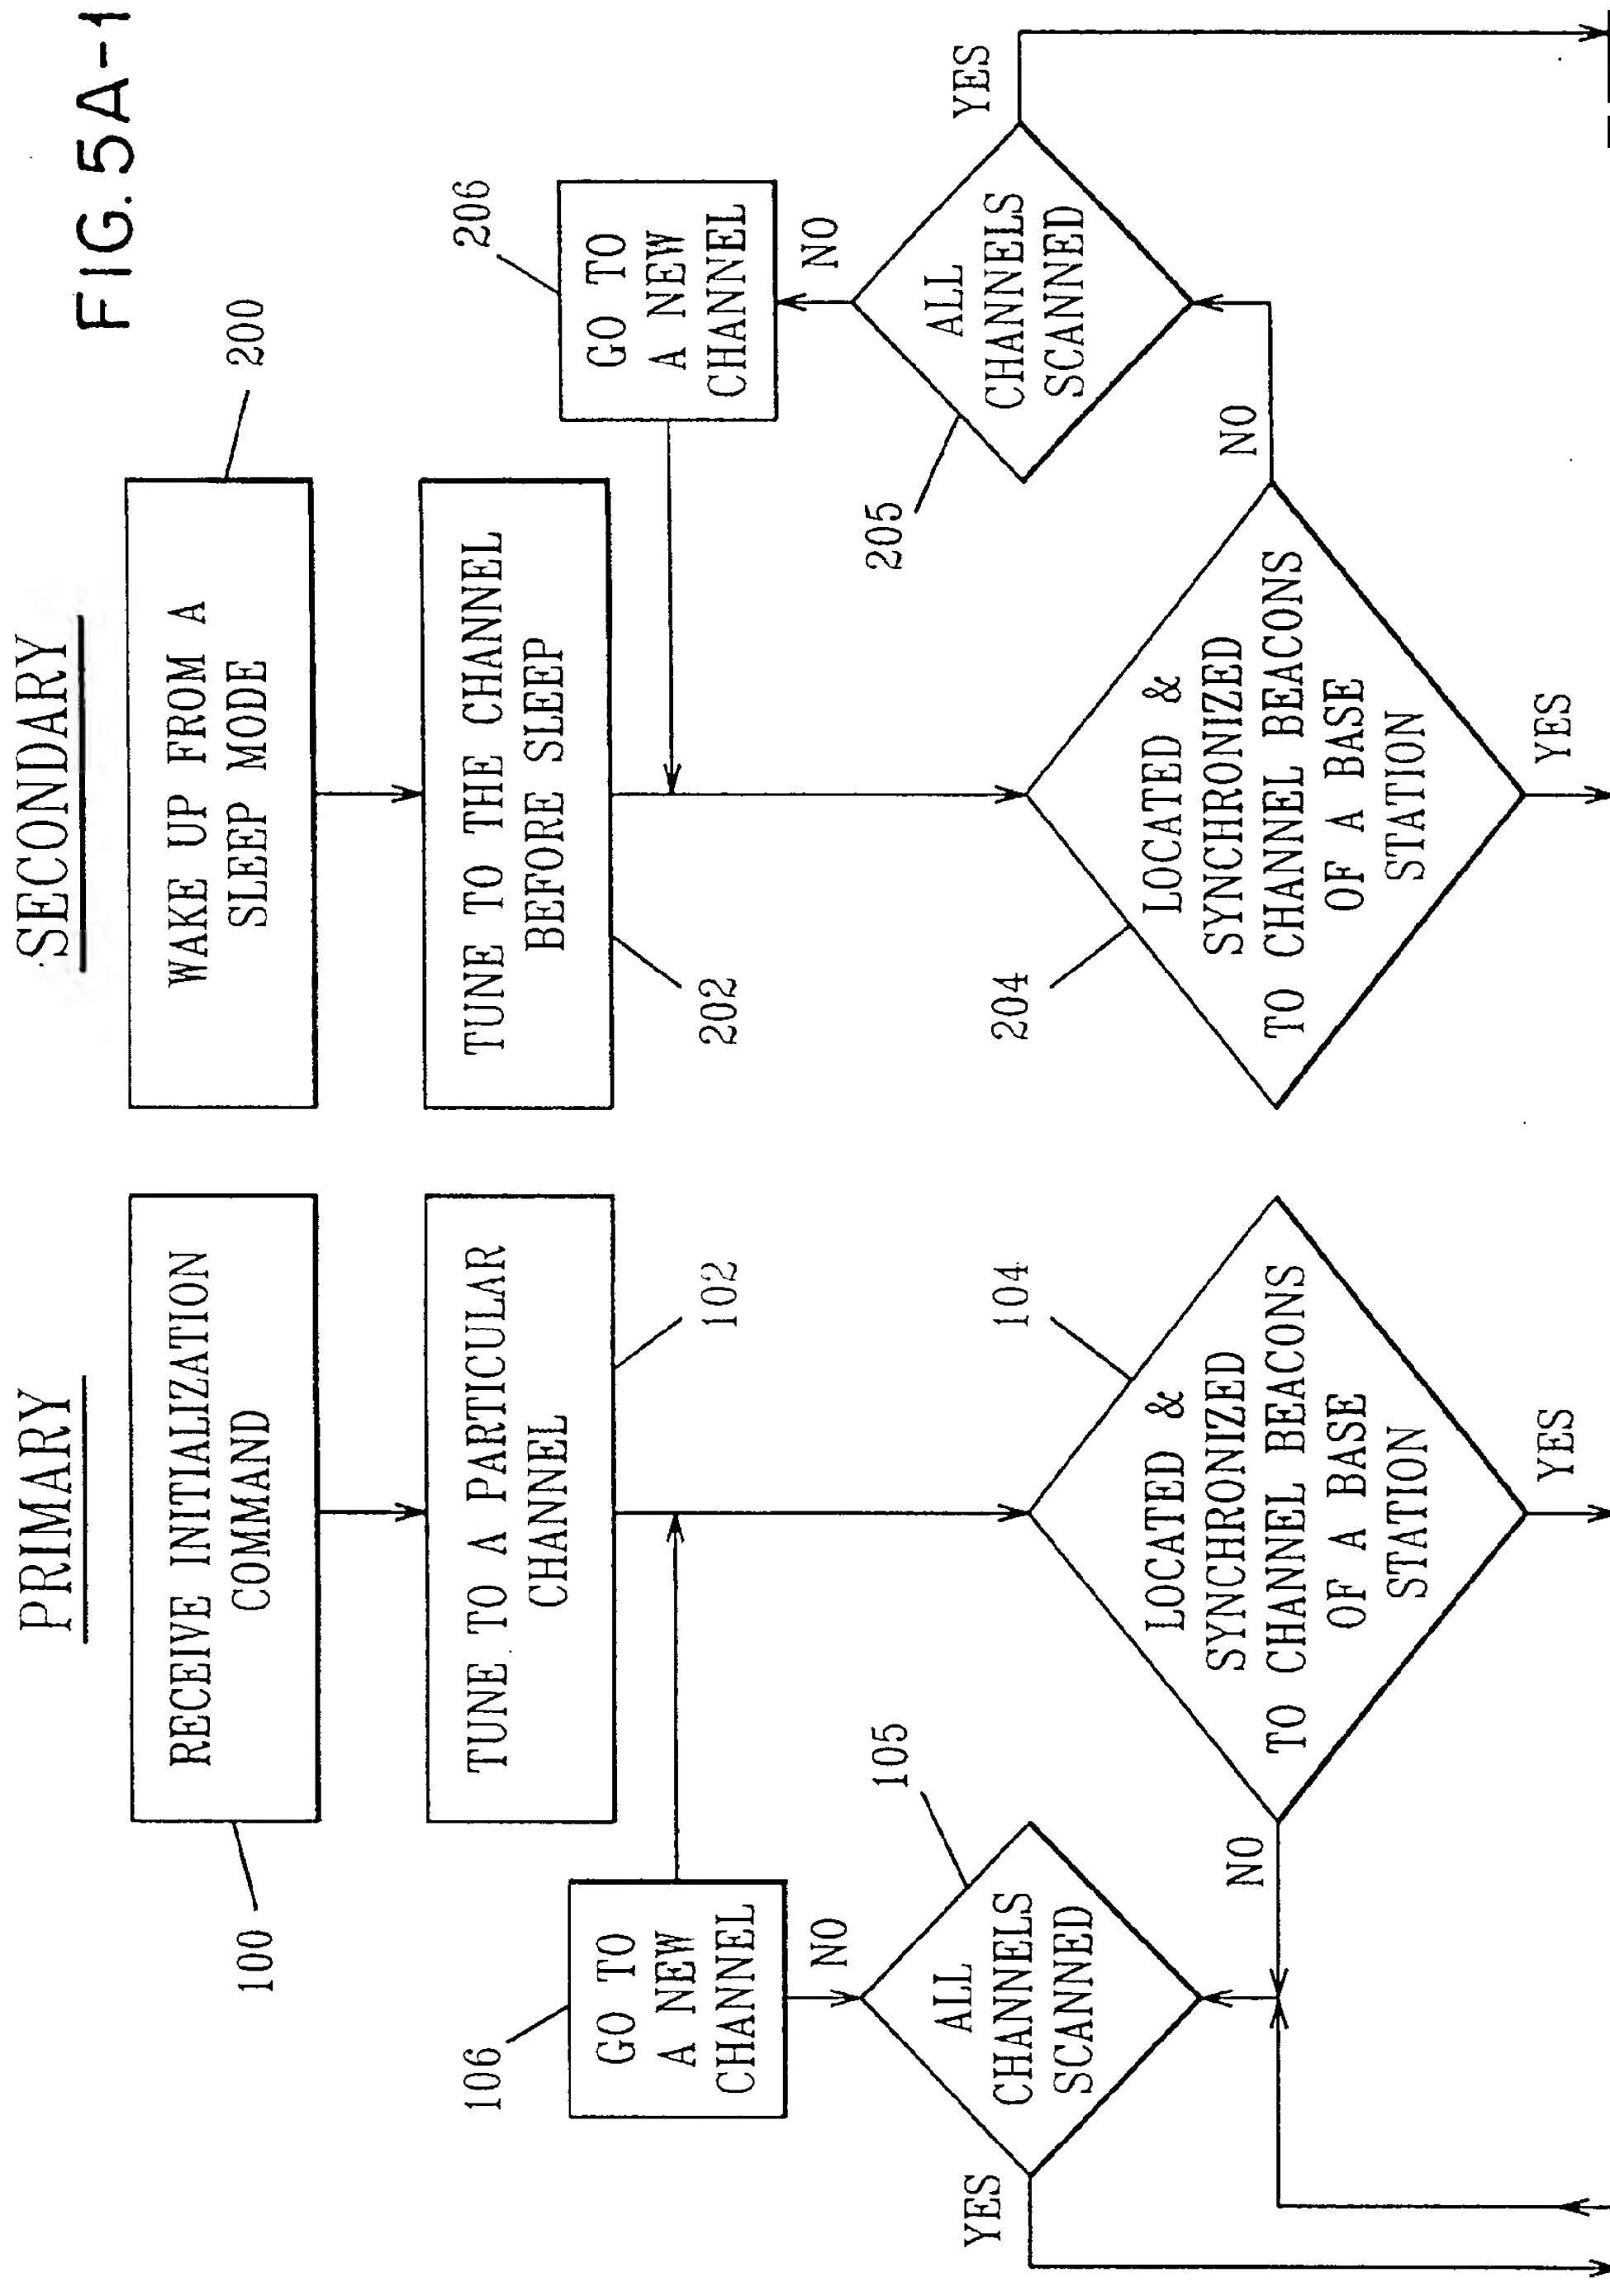 FIG. 5A-1
PRIMARY
RECEIVE INITIALIZATION
COMMAND
100
TUNE TO A PARTICULAR
CHANNEL
102
106
GO TO
A NEW
CHANNEL
NO
105
ALL
CHANNELS
SCANNED
YES
104
LOCATED &
SYNCHRONIZED
TO CHANNEL BEACONS
OF A BASE
STATION
NO
YES
SECONDARY
WAKE UP FROM A
SLEEP MODE
200
TUNE TO THE CHANNEL
BEFORE SLEEP
202
206
GO TO
A NEW
CHANNEL
NO
205
ALL
CHANNELS
SCANNED
YES
204
LOCATED &
SYNCHRONIZED
TO CHANNEL BEACONS
OF A BASE
STATION
NO
YES